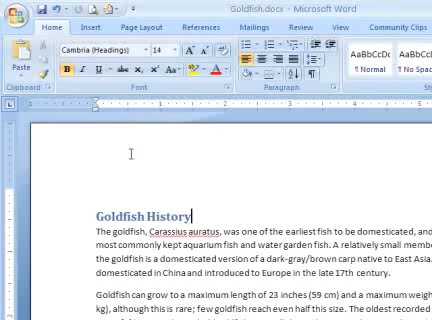 Goldfish.docx - Microsoft Word
Home Insert Page Layout References Mailings Review View Community Clips
Cambria (Headings) 14
Paste
B I U abc x₂ x² Aa A
AaBbCcDc AaBbCcDc
¶ Normal ¶ No Spac
Clipboard Font Paragraph
Goldfish History
The goldfish, Carassius auratus, was one of the earliest fish to be domesticated, and
most commonly kept aquarium fish and water garden fish. A relatively small membe
the goldfish is a domesticated version of a dark-gray/brown carp native to East Asia.
domesticated in China and introduced to Europe in the late 17th century.
Goldfish can grow to a maximum length of 23 inches (59 cm) and a maximum weigh
kg), although this is rare; few goldfish reach even half this size. The oldest recorded